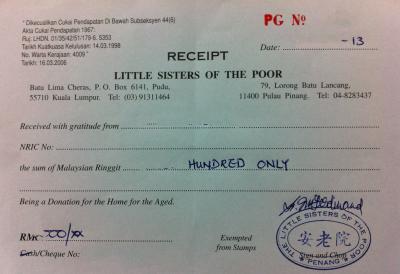 * Dikecualikan Cukai Pendapatan Di Bawah Subseksyen 44(6)
Akta Cukai Pendapatan 1967:
Ruj: LHDN. 01/35/42/51/179-6. 5353
Tarikh Kuatkuasa Kelulusan: 14.03.1998
No. Warta Kerajaan: 4009 *
Tarikh: 16.03.2006
PG No
Date: -13
RECEIPT
LITTLE SISTERS OF THE POOR
Batu Lima Cheras, P. O. Box 6141, Pudu,
55710 Kuala Lumpur. Tel: (03) 91311464
79, Lorong Batu Lancang,
11400 Pulau Pinang. Tel: 04-8283437
Received with gratitude from
NRIC No:
the sum of Malaysian Ringgit HUNDRED ONLY
Being a Donation for the Home for the Aged.
RM 00/xx
Cash/Cheque No:
Exempted
from Stamps
THE LITTLE SISTERS OF THE POOR
安老院
Sign and Chop
PENANG